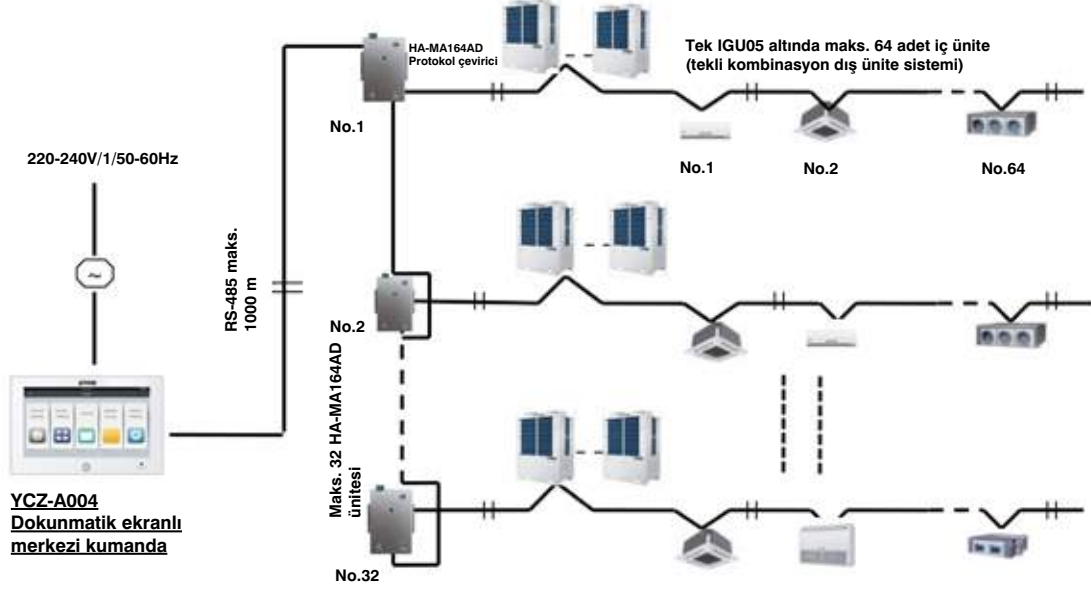 HA-MA164AD
Protokol çevirici
Tek IGU05 altında maks. 64 adet iç ünite
(tekli kombinasyon dış ünite sistemi)
No.1
No.1
No.2
No.64
220-240V/1/50-60Hz
~
RS-485 maks.
1000 m
No.2
Maks. 32 HA-MA164AD
ünitesi
YCZ-A004
Dokunmatik ekranlı
merkezi kumanda
No.32